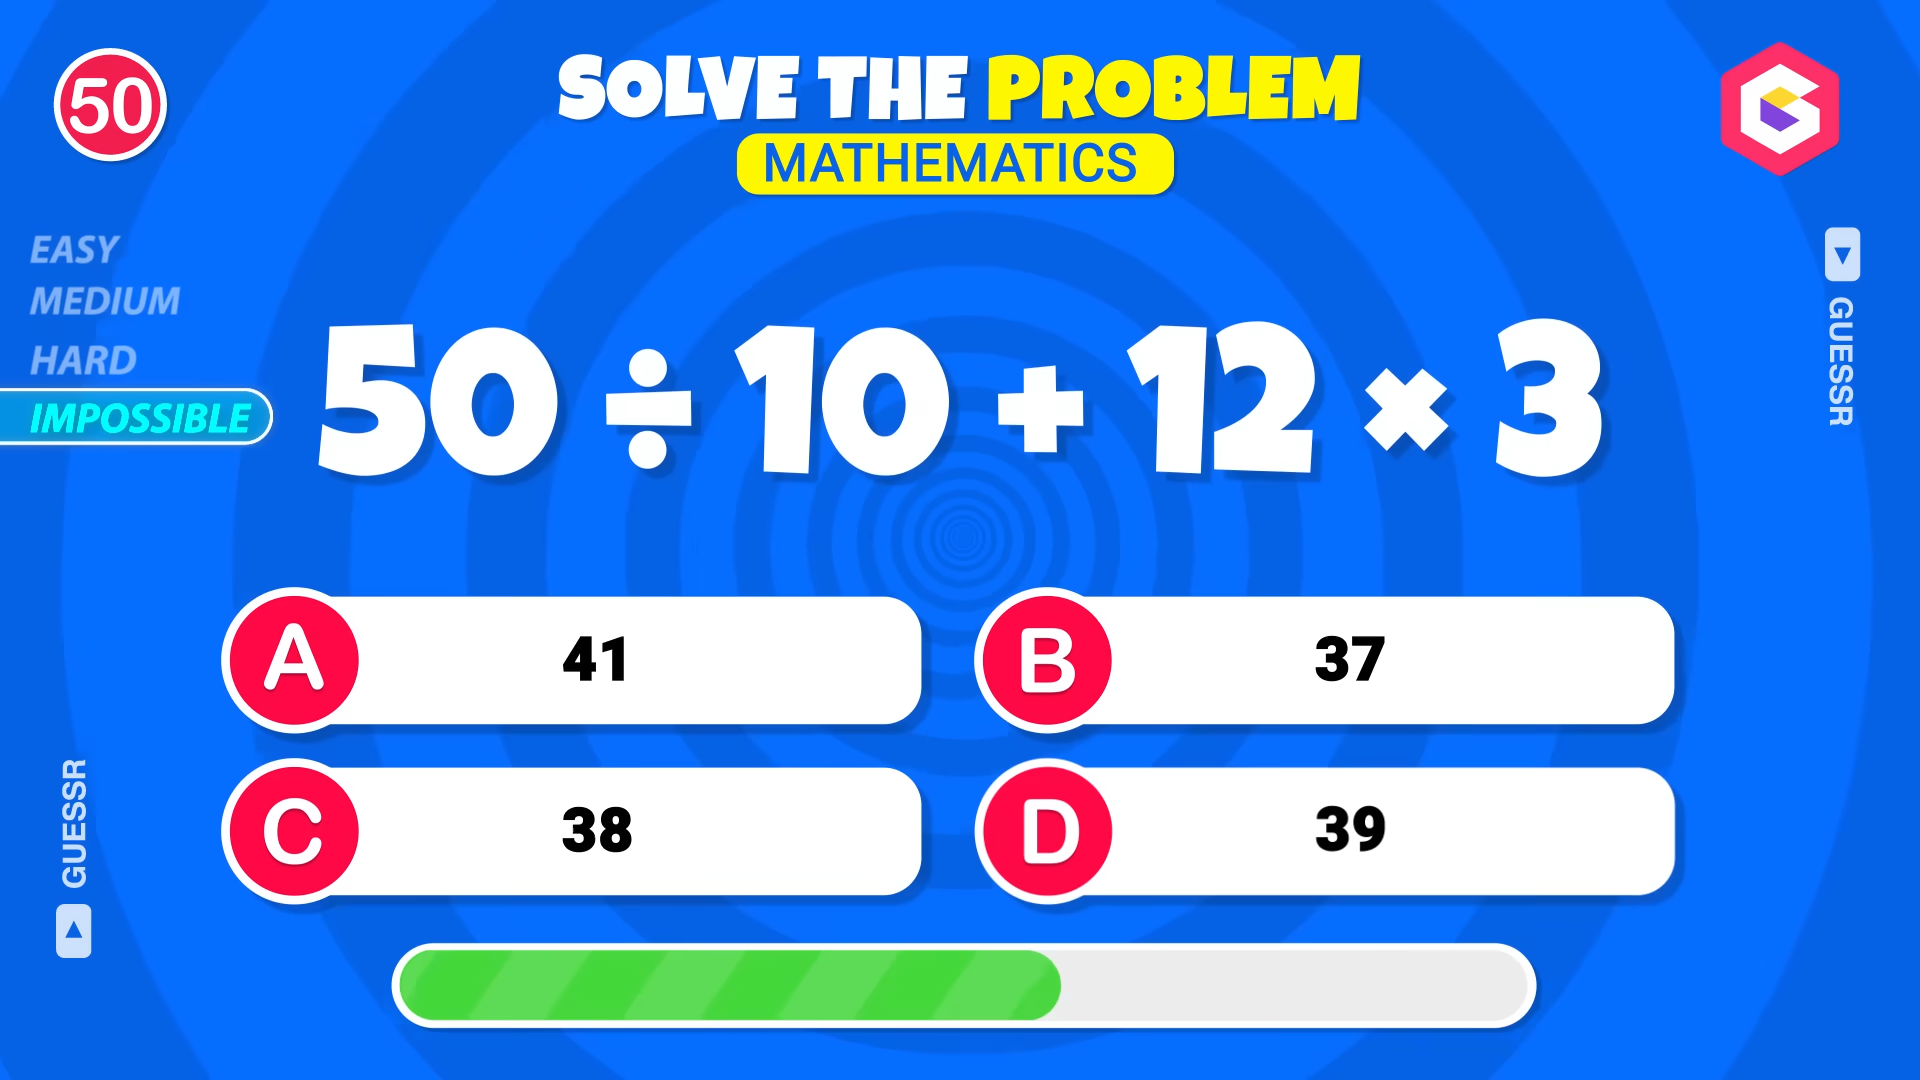 50
SOLVE THE PROBLEM
MATHEMATICS
EASY
MEDIUM
HARD
IMPOSSIBLE
50 ÷ 10 + 12 × 3
A 41
B 37
C 38
D 39
GUESSR
GUESSR